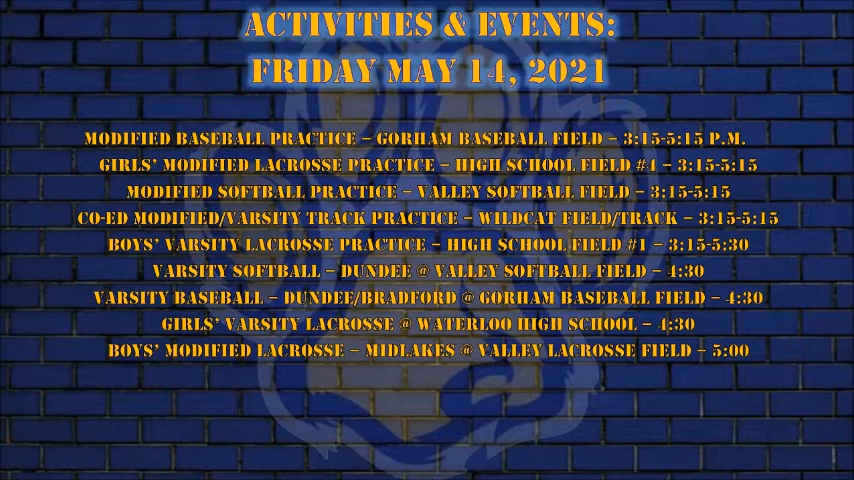 ACTIVITIES & EVENTS:
FRIDAY MAY 14, 2021
MODIFIED BASEBALL PRACTICE – GORHAM BASEBALL FIELD – 3:15-5:15 P.M.
GIRLS' MODIFIED LACROSSE PRACTICE – HIGH SCHOOL FIELD #4 – 3:15-5:15
MODIFIED SOFTBALL PRACTICE – VALLEY SOFTBALL FIELD – 3:15-5:15
CO-ED MODIFIED/VARSITY TRACK PRACTICE – WILDCAT FIELD/TRACK – 3:15-5:15
BOYS' VARSITY LACROSSE PRACTICE – HIGH SCHOOL FIELD #1 – 3:15-5:30
VARSITY SOFTBALL – DUNDEE @ VALLEY SOFTBALL FIELD – 4:30
VARSITY BASEBALL – DUNDEE/BRADFORD @ GORHAM BASEBALL FIELD – 4:30
GIRLS' VARSITY LACROSSE @ WATERLOO HIGH SCHOOL – 4:30
BOYS' MODIFIED LACROSSE – MIDLAKES @ VALLEY LACROSSE FIELD – 5:00